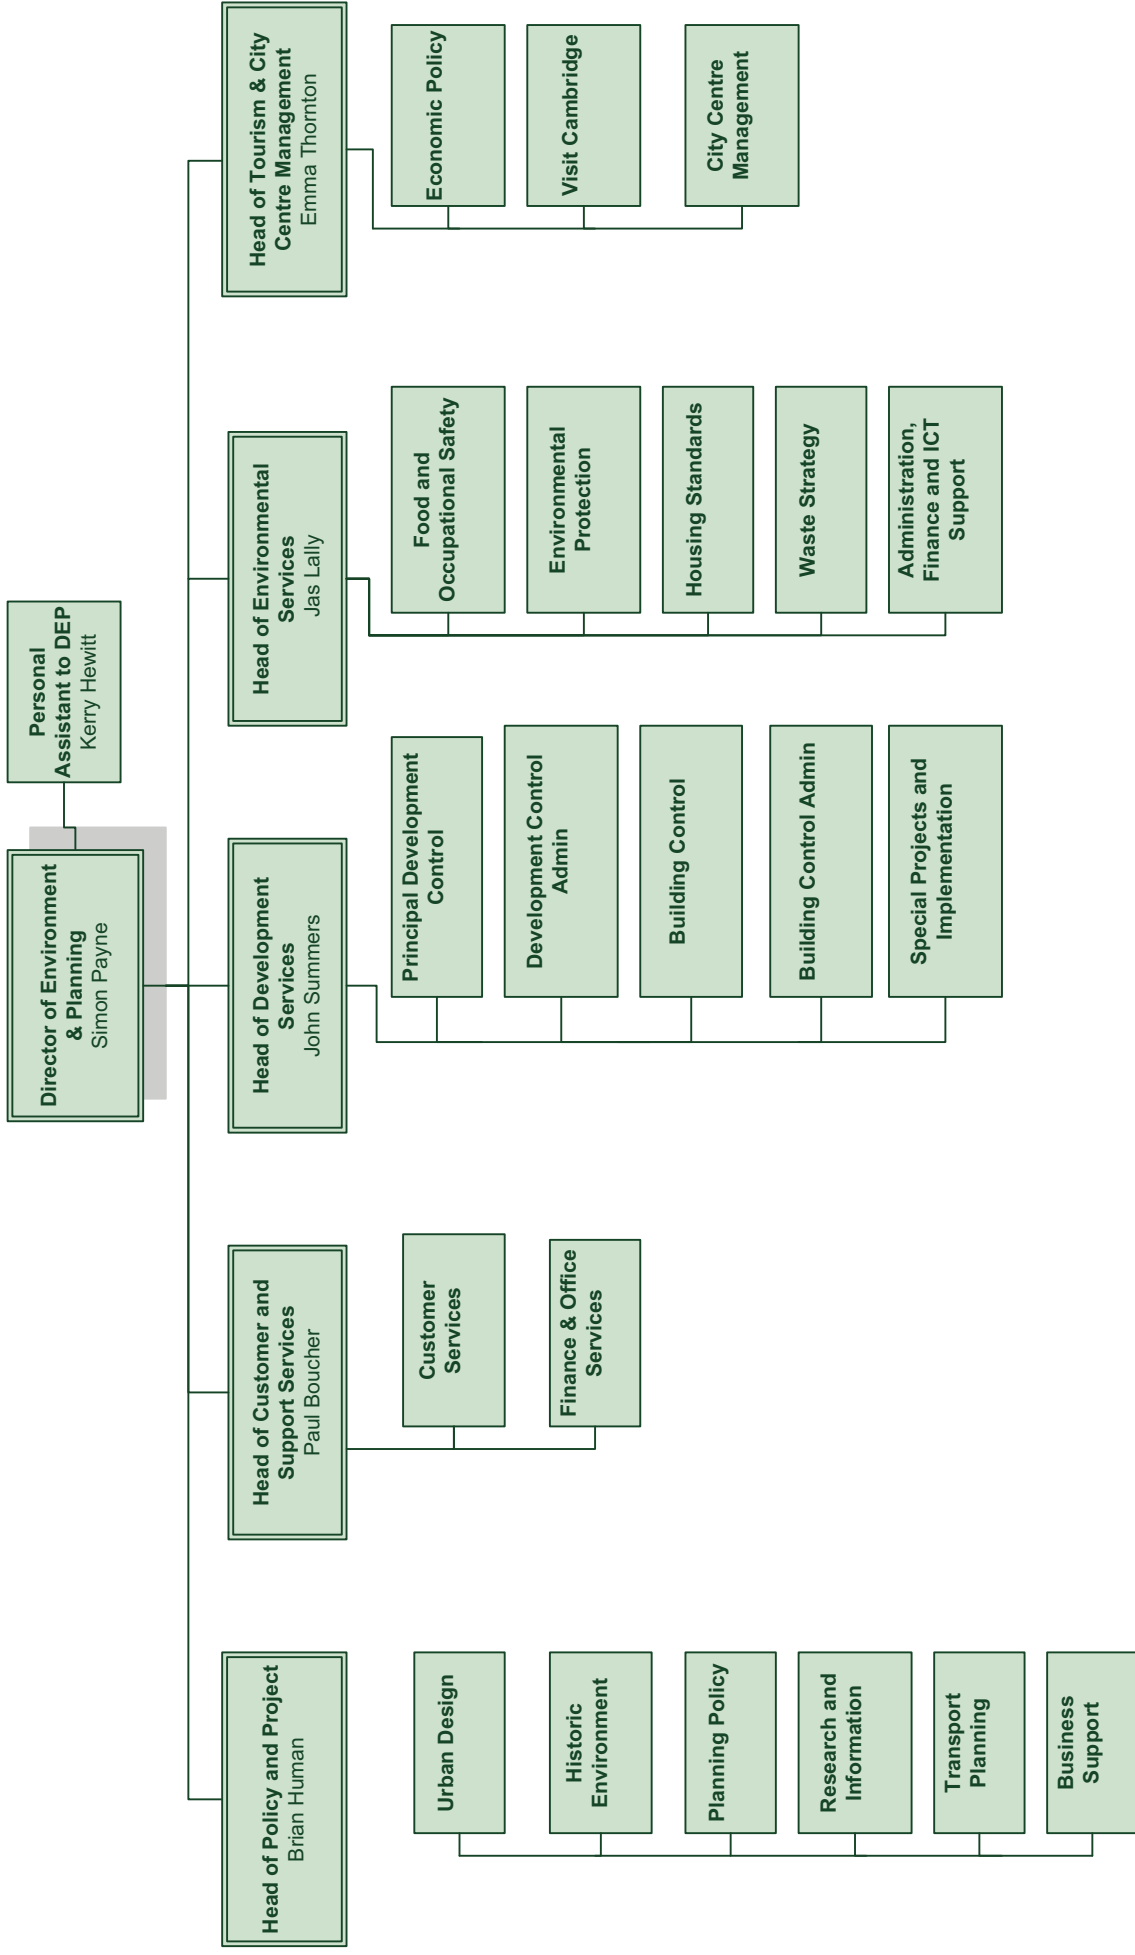 Director of Environment
& Planning
Simon Payne
Personal
Assistant to DEP
Kerry Hewitt
Head of Policy and Project
Brian Human
Urban Design
Historic
Environment
Planning Policy
Research and
Information
Transport
Planning
Business
Support
Head of Customer and
Support Services
Paul Boucher
Customer
Services
Finance & Office
Services
Head of Development
Services
John Summers
Principal Development
Control
Development Control
Admin
Building Control
Building Control Admin
Special Projects and
Implementation
Head of Environmental
Services
Jas Lally
Food and
Occupational Safety
Environmental
Protection
Housing Standards
Waste Strategy
Administration,
Finance and ICT
Support
Head of Tourism & City
Centre Management
Emma Thornton
Economic Policy
Visit Cambridge
City Centre
Management